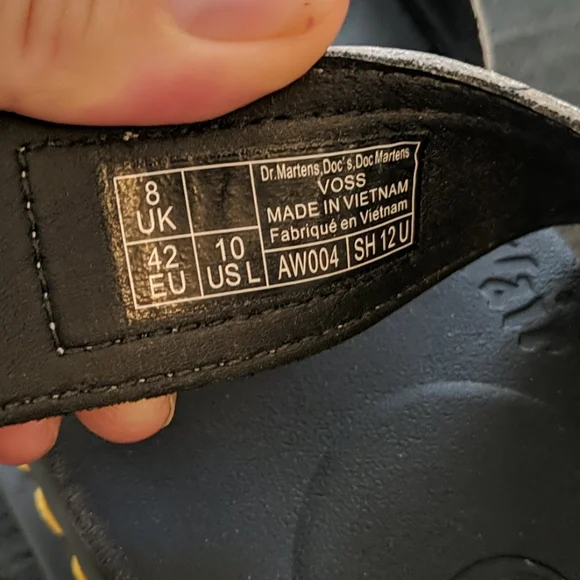 8
UK
42
EU
10
US L
Dr.Martens,Doc's,Doc Martens
VOSS
MADE IN VIETNAM
Fabriqué en Viétnam
AW004
SH 12 U